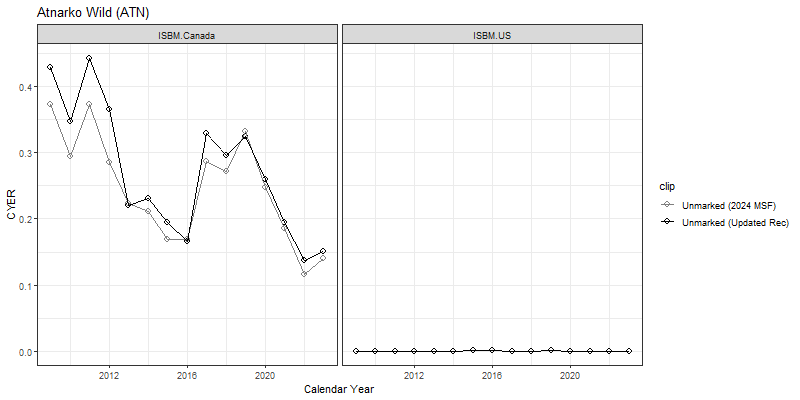 Atnarko Wild (ATN)
ISBM.Canada
ISBM.US
0.4
0.3
0.2
0.1
0.0
CYER
2012
2016
2020
2012
2016
2020
Calendar Year
clip
Unmarked (2024 MSF)
Unmarked (Updated Rec)